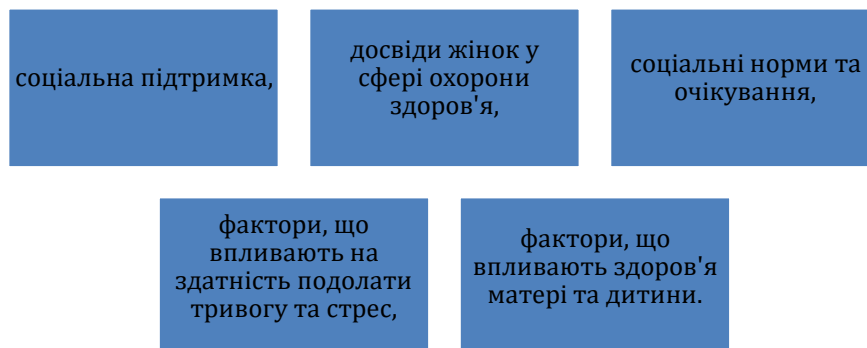 соціальна підтримка,
досвіди жінок у
сфері охорони
здоров'я,
соціальні норми та
очікування,
фактори, що
впливають на
здатність подолати
тривогу та стрес,
фактори, що
впливають здоров'я
матері та дитини.